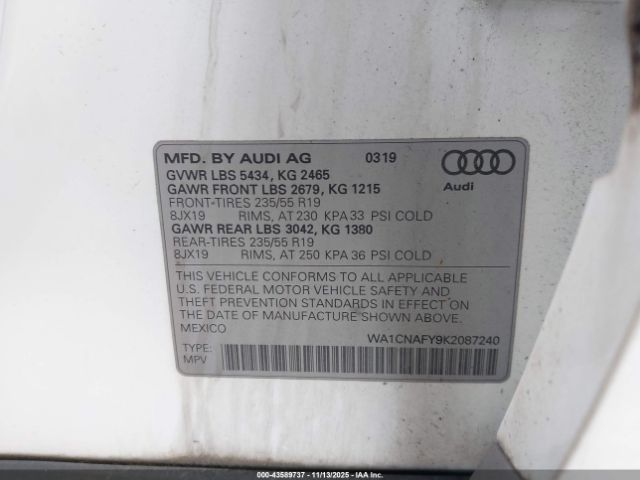 MFD. BY AUDI AG 0319
GVWR LBS 5434, KG 2465
GAWR FRONT LBS 2679, KG 1215
FRONT-TIRES 235/55 R19
8JX19 RIMS, AT 230 KPA 33 PSI COLD
GAWR REAR LBS 3042, KG 1380
REAR-TIRES 235/55 R19
8JX19 RIMS, AT 250 KPA 36 PSI COLD
Audi
THIS VEHICLE CONFORMS TO ALL APPLICABLE
U.S. FEDERAL MOTOR VEHICLE SAFETY AND
THEFT PREVENTION STANDARDS IN EFFECT ON
THE DATE OF MANUFACTURE SHOWN ABOVE.
MEXICO
WA1CNAFY9K2087240
TYPE:
MPV
IAA 43589737 - 11/13/2025 - IAAI.COM